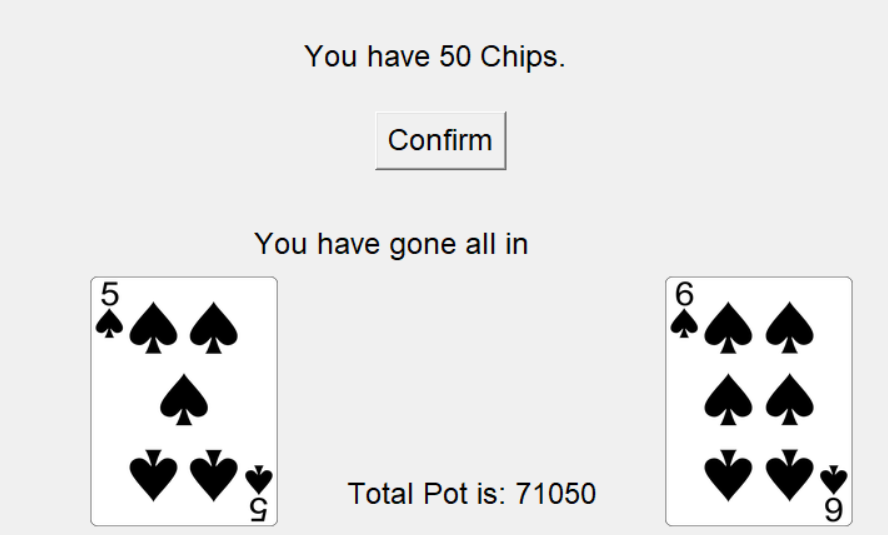 You have 50 Chips.
Confirm
You have gone all in
5
6
Total Pot is: 71050
5
6